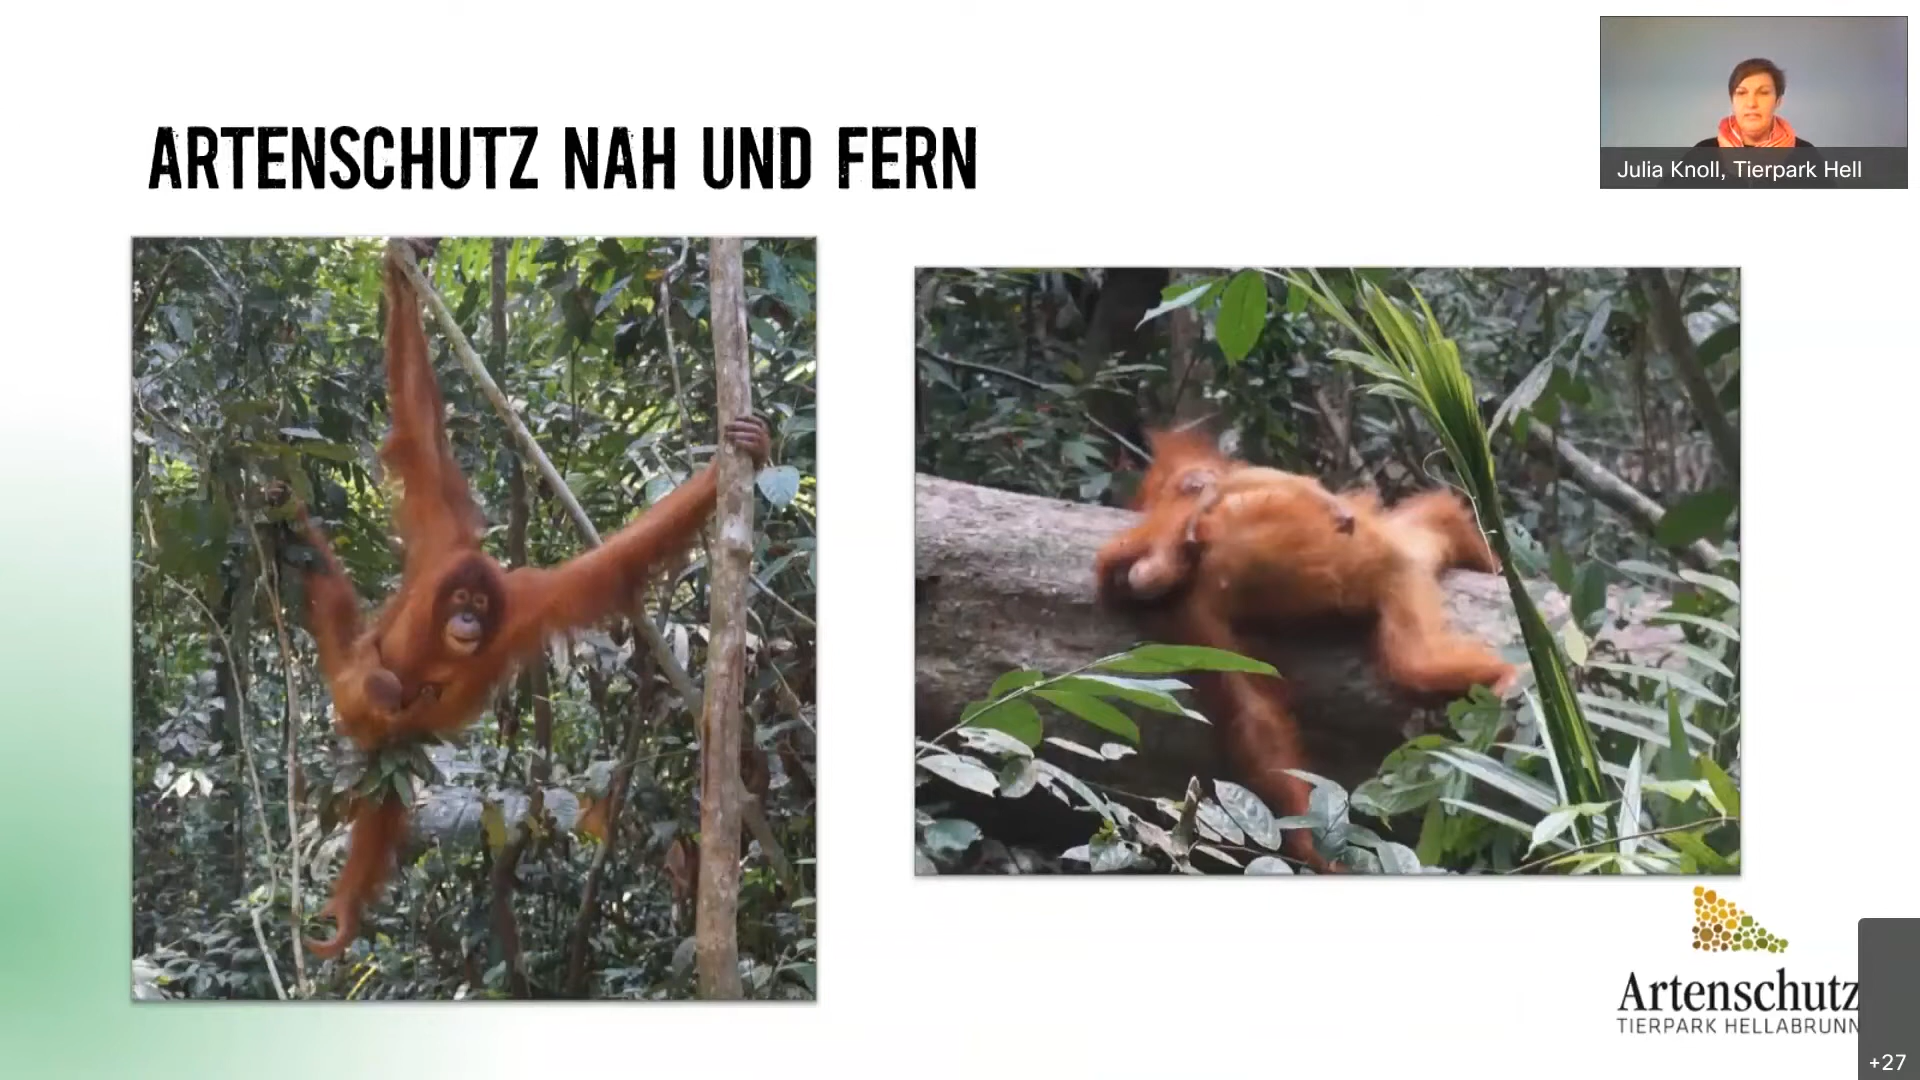 ARTENSCHUTZ NAH UND FERN
Julia Knoll, Tierpark Hell
Artenschutz
TIERPARK HELLABRUNN
+27